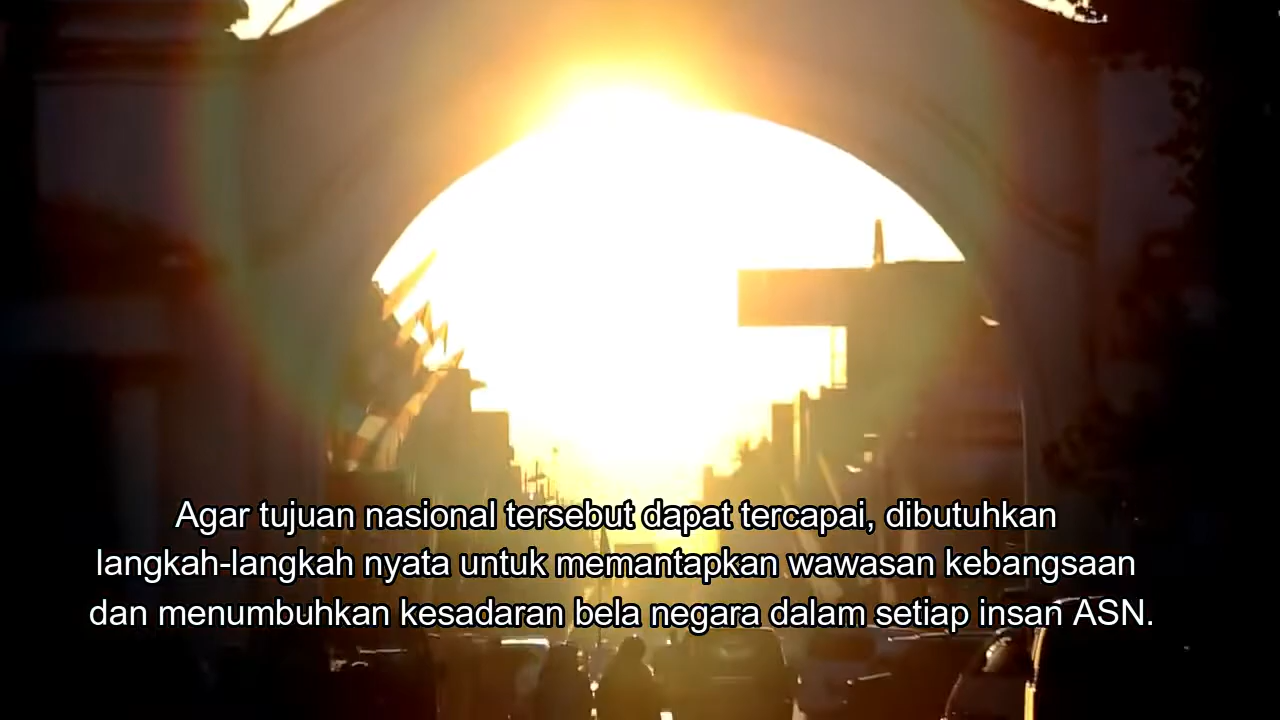 Agar tujuan nasional tersebut dapat tercapai, dibutuhkan
langkah-langkah nyata untuk memantapkan wawasan kebangsaan
dan menumbuhkan kesadaran bela negara dalam setiap insan ASN.